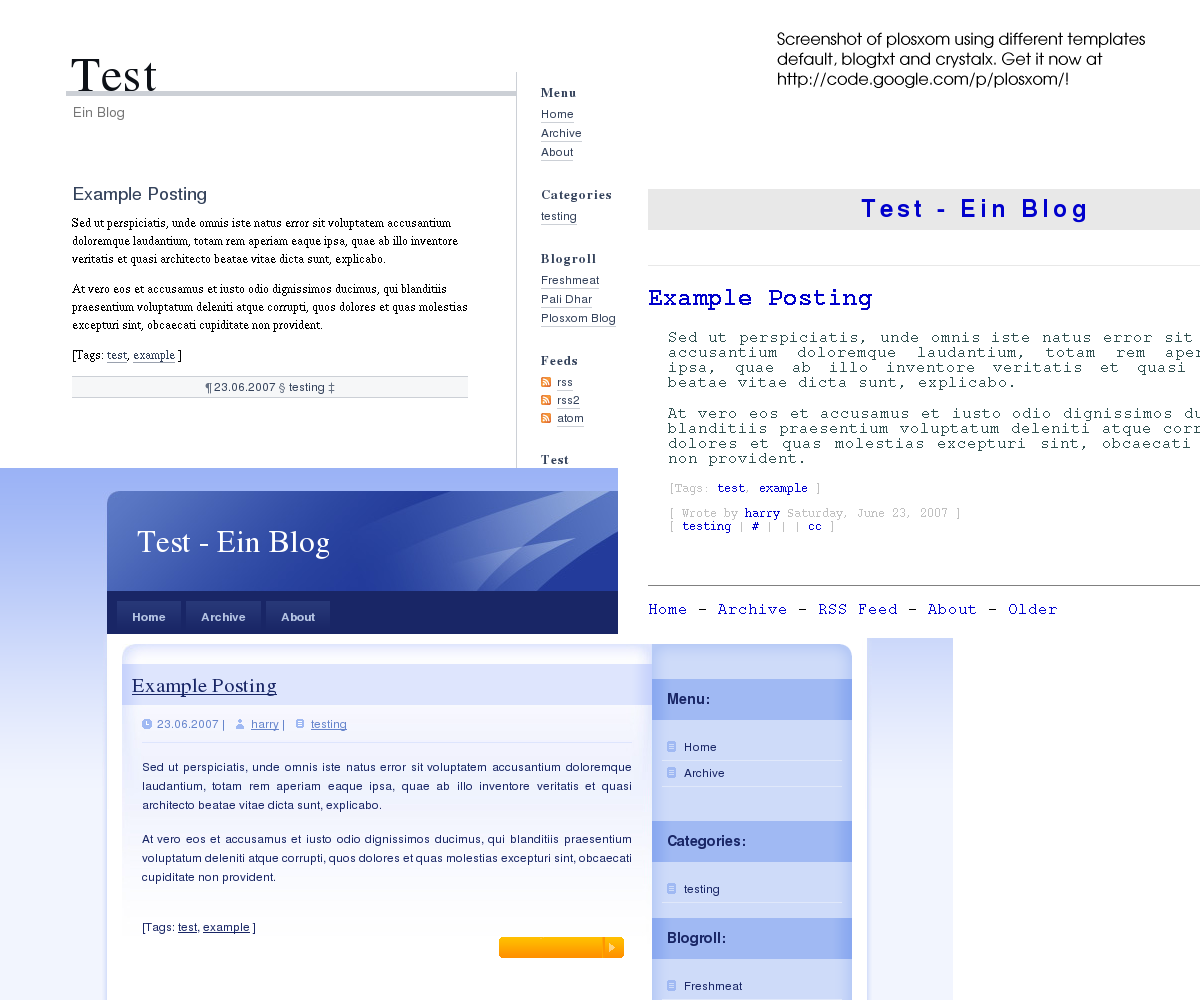 Screenshot of plosxom using different templates
default, blogtxt and crystalx. Get it now at
http://code.google.com/p/plosxom/!
Test
Ein Blog
Example Posting
Sed ut perspiciatis, unde omnis iste natus error sit voluptatem accusantium
doloremque laudantium, totam rem aperiam eaque ipsa, quae ab illo inventore
veritatis et quasi architecto beatae vitae dicta sunt, explicabo.
At vero eos et accusamus et iusto odio dignissimos ducimus, qui blanditiis
praesentium voluptatum deleniti atque corrupti, quos dolores et quas molestias
excepturi sint, obcaecati cupiditate non provident.
[Tags: test, example ]
¶ 23.06.2007 § testing ‡
Menu
Home
Archive
About
Categories
testing
Blogroll
Freshmeat
Pali Dhar
Plosxom Blog
Feeds
rss
rss2
atom
Test
Test - Ein Blog
Example Posting
Sed ut perspiciatis, unde omnis iste natus error sit
accusantium doloremque laudantium, totam rem aper
ipsa, quae ab illo inventore veritatis et quasi
beatae vitae dicta sunt, explicabo.
At vero eos et accusamus et iusto odio dignissimos du
blanditiis praesentium voluptatum deleniti atque corr
dolores et quas molestias excepturi sint, obcaecati
non provident.
[Tags: test, example ]
[ Wrote by harry Saturday, June 23, 2007 ]
[ testing | # | | | cc ]
Home - Archive - RSS Feed - About - Older
Test - Ein Blog
Home Archive About
Example Posting
23.06.2007 | harry | testing
Sed ut perspiciatis, unde omnis iste natus error sit voluptatem accusantium doloremque
laudantium, totam rem aperiam eaque ipsa, quae ab illo inventore veritatis et quasi
architecto beatae vitae dicta sunt, explicabo.
At vero eos et accusamus et iusto odio dignissimos ducimus, qui blanditiis praesentium
voluptatum deleniti atque corrupti, quos dolores et quas molestias excepturi sint, obcaecati
cupiditate non provident.
[Tags: test, example ]
Menu:
Home
Archive
Categories:
testing
Blogroll:
Freshmeat